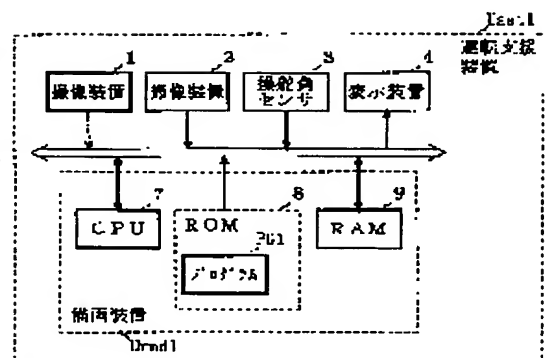 運転支援
装置
1
2
3
4
撮像装置
撮像装置
操舵角
センサ
表示装置
7
8
9
CPU
ROM
RAM
プログラム
描画装置